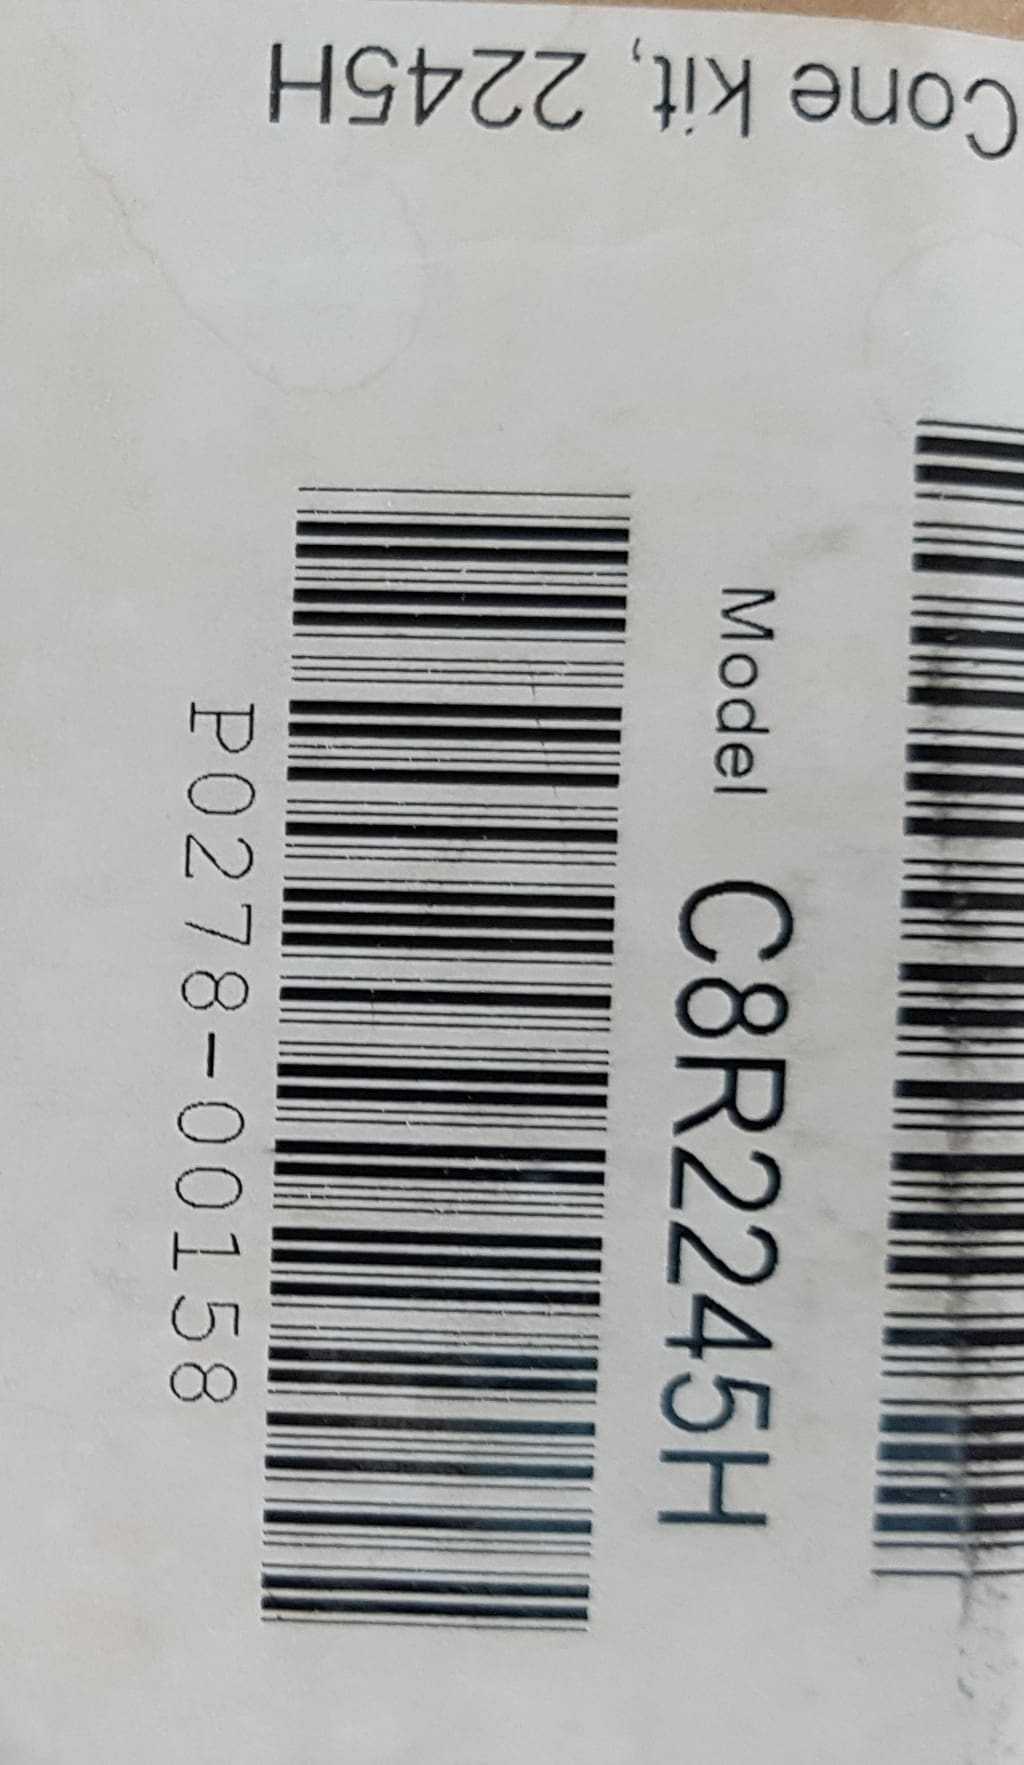 Cone kit, 2245H
Model C8R2245H
P0278-00158